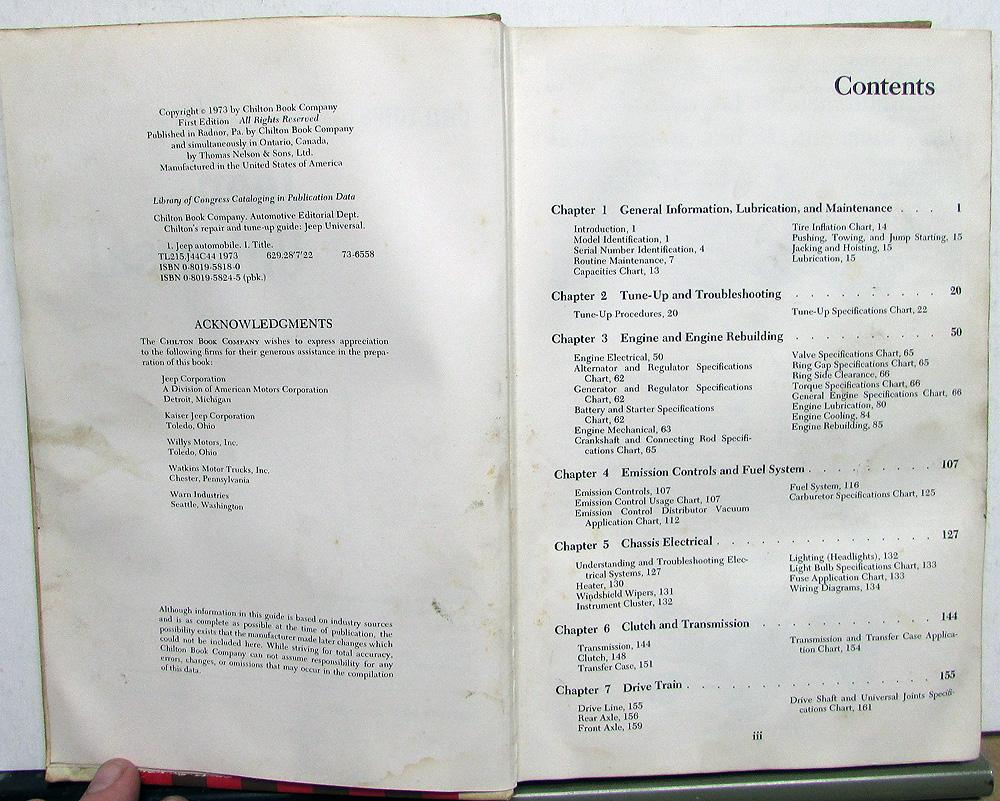 Copyright © 1973 by Chilton Book Company
First Edition All Rights Reserved
Published in Radnor, Pa. by Chilton Book Company
and simultaneously in Ontario, Canada,
by Thomas Nelson & Sons, Ltd.
Manufactured in the United States of America
Library of Congress Cataloging in Publication Data
Chilton Book Company. Automotive Editorial Dept.
Chilton's repair and tune-up guide: Jeep Universal.
1. Jeep automobile. I. Title.
TL215.J44C44 1973 629.28'7'22 73-6558
ISBN 0-8019-5818-0
ISBN 0-8019-5824-5 (pbk.)
ACKNOWLEDGMENTS
The CHILTON BOOK COMPANY wishes to express appreciation
to the following firms for their generous assistance in the prepa-
ration of this book:
Jeep Corporation
A Division of American Motors Corporation
Detroit, Michigan
Kaiser Jeep Corporation
Toledo, Ohio
Willys Motors, Inc.
Toledo, Ohio
Watkins Motor Trucks, Inc.
Chester, Pennsylvania
Warn Industries
Seattle, Washington
Although information in this guide is based on industry sources
and is as complete as possible at the time of publication, the
possibility exists that the manufacturer made later changes which
could not be included here. While striving for total accuracy,
Chilton Book Company can not assume responsibility for any
errors, changes, or omissions that may occur in the compilation
of this data.
Contents
Chapter 1 General Information, Lubrication, and Maintenance . . . 1
Introduction, 1
Model Identification, 1
Serial Number Identification, 4
Routine Maintenance, 7
Capacities Chart, 13
Tire Inflation Chart, 14
Pushing, Towing, and Jump Starting, 15
Jacking and Hoisting, 15
Lubrication, 15
Chapter 2 Tune-Up and Troubleshooting . . . . . . . . . . 20
Tune-Up Procedures, 20
Tune-Up Specifications Chart, 22
Chapter 3 Engine and Engine Rebuilding . . . . . . . . . . 50
Engine Electrical, 50
Alternator and Regulator Specifications
Chart, 62
Generator and Regulator Specifications
Chart, 62
Battery and Starter Specifications
Chart, 62
Engine Mechanical, 63
Crankshaft and Connecting Rod Specifi-
cations Chart, 65
Valve Specifications Chart, 65
Ring Gap Specifications Chart, 65
Ring Side Clearance, 66
Torque Specifications Chart, 66
General Engine Specifications Chart, 66
Engine Lubrication, 80
Engine Cooling, 84
Engine Rebuilding, 85
Chapter 4 Emission Controls and Fuel System . . . . . . . . . 107
Emission Controls, 107
Emission Control Usage Chart, 107
Emission Control Distributor Vacuum
Application Chart, 112
Fuel System, 116
Carburetor Specifications Chart, 125
Chapter 5 Chassis Electrical . . . . . . . . . . . . . . 127
Understanding and Troubleshooting Elec-
trical Systems, 127
Heater, 130
Windshield Wipers, 131
Instrument Cluster, 132
Lighting (Headlights), 132
Light Bulb Specifications Chart, 133
Fuse Application Chart, 133
Wiring Diagrams, 134
Chapter 6 Clutch and Transmission . . . . . . . . . . . . 144
Transmission, 144
Clutch, 148
Transfer Case, 151
Transmission and Transfer Case Applica-
tion Chart, 154
Chapter 7 Drive Train . . . . . . . . . . . . . . . . 155
Drive Line, 155
Rear Axle, 156
Front Axle, 159
Drive Shaft and Universal Joints Specifi-
cations Chart, 161
iii